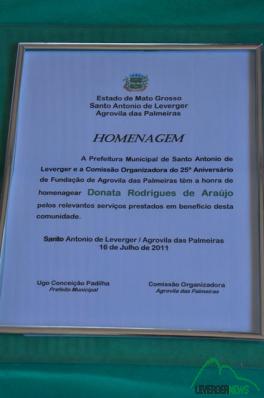 Estado de Mato Grosso
Santo Antonio de Leverger
Agrovila das Palmeiras
HOMENAGEM
A Prefeitura Municipal de Santo Antonio de
Leverger e a Comissão Organizadora do 25º Aniversário
de Fundação de Agrovila das Palmeiras têm a honra de
homenagear Donata Rodrigues de Araújo
pelos relevantes serviços prestados em benefício desta
comunidade.
Santo Antonio de Leverger / Agrovila das Palmeiras
16 de Julho de 2011
Ugo Conceição Padilha
Prefeito Municipal
Comissão Organizadora
Agrovila das Palmeiras
LEVERGERNEWS